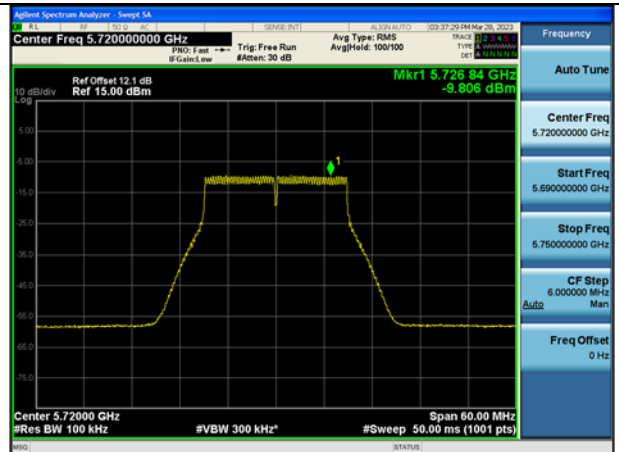 Agilent Spectrum Analyzer - Swept SA
RL RF 50 Ω AC SENSE:INT ALIGN AUTO 03:37:29 PM Mar 28, 2023
Center Freq 5.720000000 GHz
PNO: Fast Trig: Free Run
IFGain:Low #Atten: 30 dB
Avg Type: RMS
Avg|Hold: 100/100
TRACE 1 2 3 4 5 6
TYPE A WWWWW
DET A N N N N N
Ref Offset 12.1 dB
10 dB/div Ref 15.00 dBm
Log
Mkr1 5.726 84 GHz
-9.806 dBm
5.00
-5.00
-15.0
-25.0
-35.0
-45.0
-55.0
-65.0
-75.0
1
Center 5.72000 GHz Span 60.00 MHz
#Res BW 100 kHz #VBW 300 kHz* #Sweep 50.00 ms (1001 pts)
MSG STATUS
Frequency
Auto Tune
Center Freq
5.720000000 GHz
Start Freq
5.690000000 GHz
Stop Freq
5.750000000 GHz
CF Step
6.000000 MHz
Auto Man
Freq Offset
0 Hz